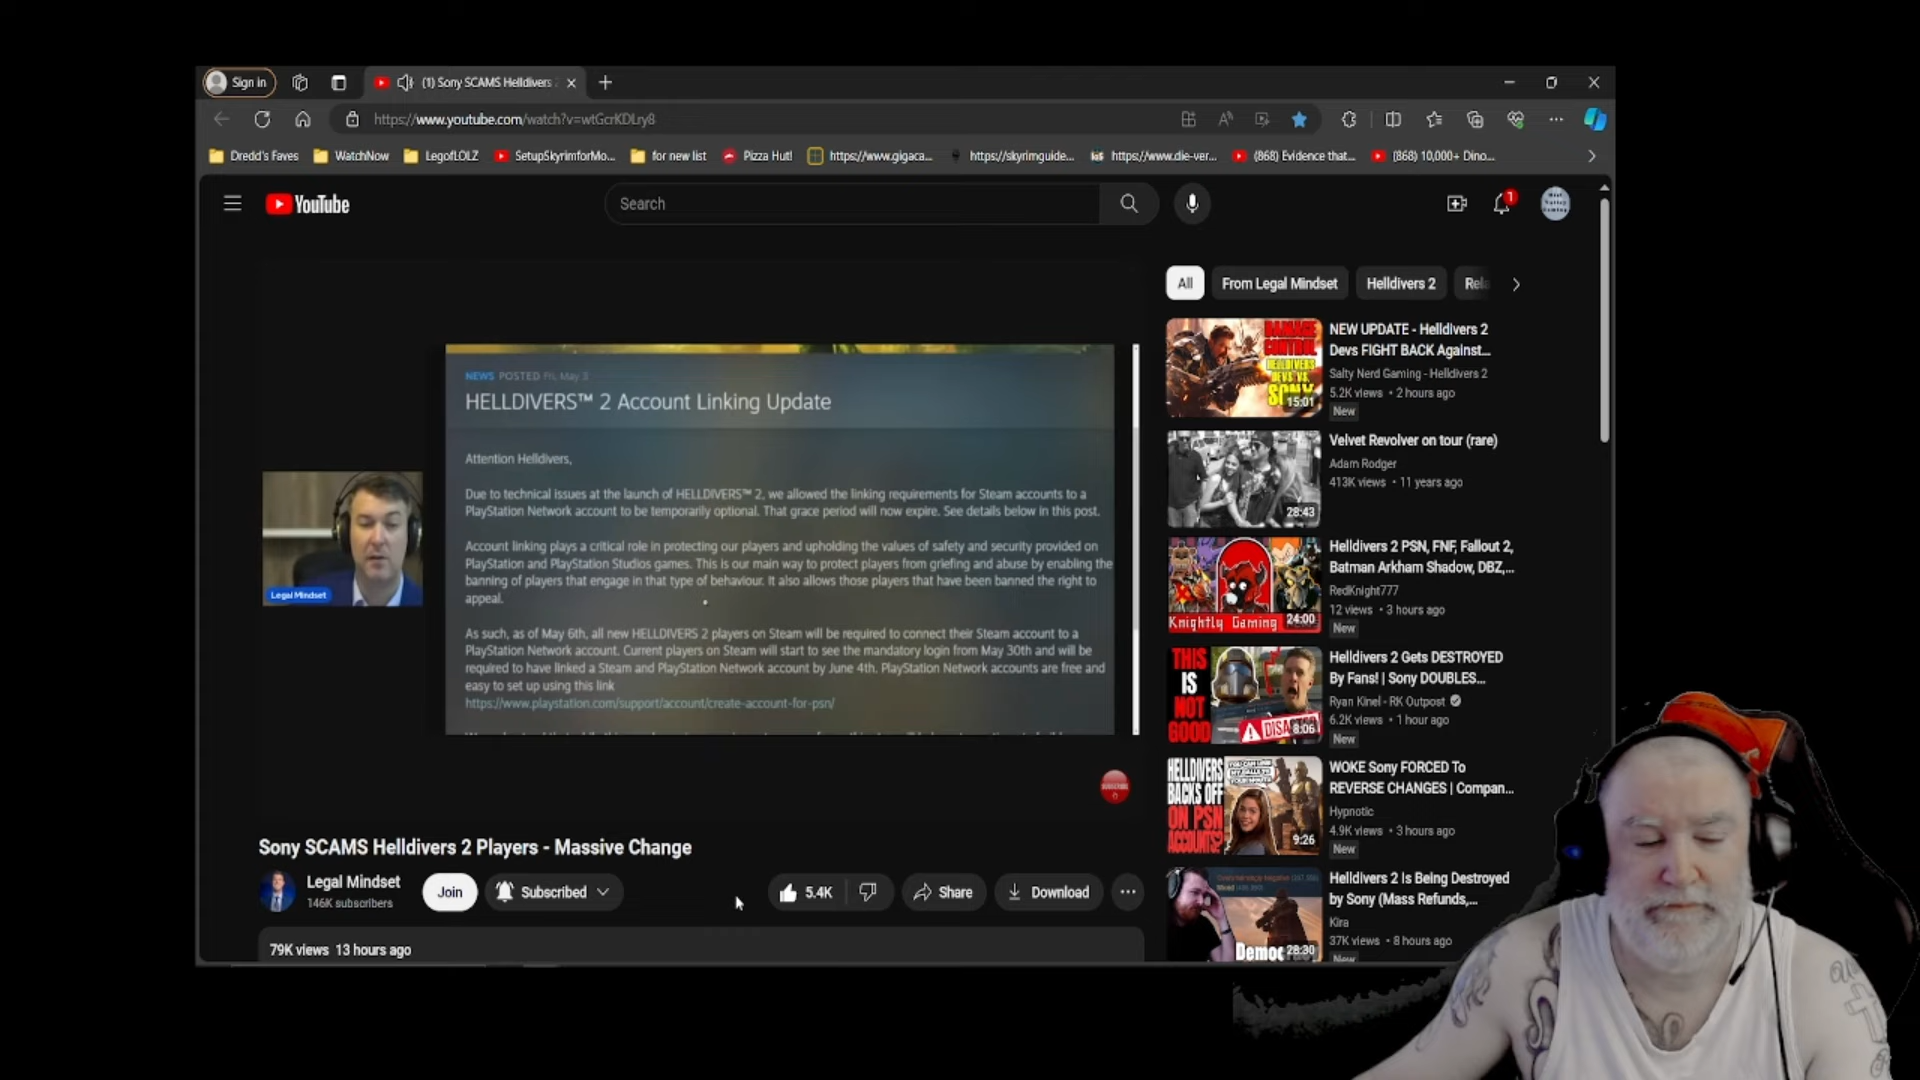 Sign in
(1) Sony SCAMS Helldivers
https://www.youtube.com/watch?v=wtGcrKDLry8
Dredd's Faves
WatchNow
LegofLOLZ
SetupSkyrimforMo...
for new list
Pizza Hut!
https://www.gigaca...
https://skyrimguide...
https://www.die-ver...
(868) Evidence that...
(868) 10,000+ Dino...
YouTube
Search
1
All
From Legal Mindset
Helldivers 2
NEWS POSTED Fri, May 3
HELLDIVERS™ 2 Account Linking Update
Attention Helldivers,
Due to technical issues at the launch of HELLDIVERS™ 2, we allowed the linking requirements for Steam accounts to a
PlayStation Network account to be temporarily optional. That grace period will now expire. See details below in this post.
Account linking plays a critical role in protecting our players and upholding the values of safety and security provided on
PlayStation and PlayStation Studios games. This is our main way to protect players from griefing and abuse by enabling the
banning of players that engage in that type of behaviour. It also allows those players that have been banned the right to
appeal.
As such, as of May 6th, all new HELLDIVERS 2 players on Steam will be required to connect their Steam account to a
PlayStation Network account. Current players on Steam will start to see the mandatory login from May 30th and will be
required to have linked a Steam and PlayStation Network account by June 4th. PlayStation Network accounts are free and
easy to set up using this link
https://www.playstation.com/support/account/create-account-for-psn/
Legal Mindset
SUBSCRIBE
Sony SCAMS Helldivers 2 Players - Massive Change
Legal Mindset
146K subscribers
Join
Subscribed
5.4K
Share
Download
79K views 13 hours ago
DAMAGE
CONTROL
HELLDIVERS
DEVS VS.
SONY
15:01
NEW UPDATE - Helldivers 2
Devs FIGHT BACK Against...
Salty Nerd Gaming - Helldivers 2
5.2K views • 2 hours ago
New
28:43
Velvet Revolver on tour (rare)
Adam Rodger
413K views • 11 years ago
Knightly Gaming
24:00
Helldivers 2 PSN, FNF, Fallout 2,
Batman Arkham Shadow, DBZ,...
RedKnight777
12 views • 3 hours ago
New
THIS
IS
NOT
GOOD
8:06
Helldivers 2 Gets DESTROYED
By Fans! | Sony DOUBLES...
Ryan Kinel - RK Outpost
6.2K views • 1 hour ago
New
HELLDIVERS
BACKS OFF
ON PSN
ACCOUNTS?
9:26
WOKE Sony FORCED To
REVERSE CHANGES | Compan...
Hypnotic
4.9K views • 3 hours ago
New
28:30
Helldivers 2 Is Being Destroyed
by Sony (Mass Refunds,...
Kira
37K views • 8 hours ago
New